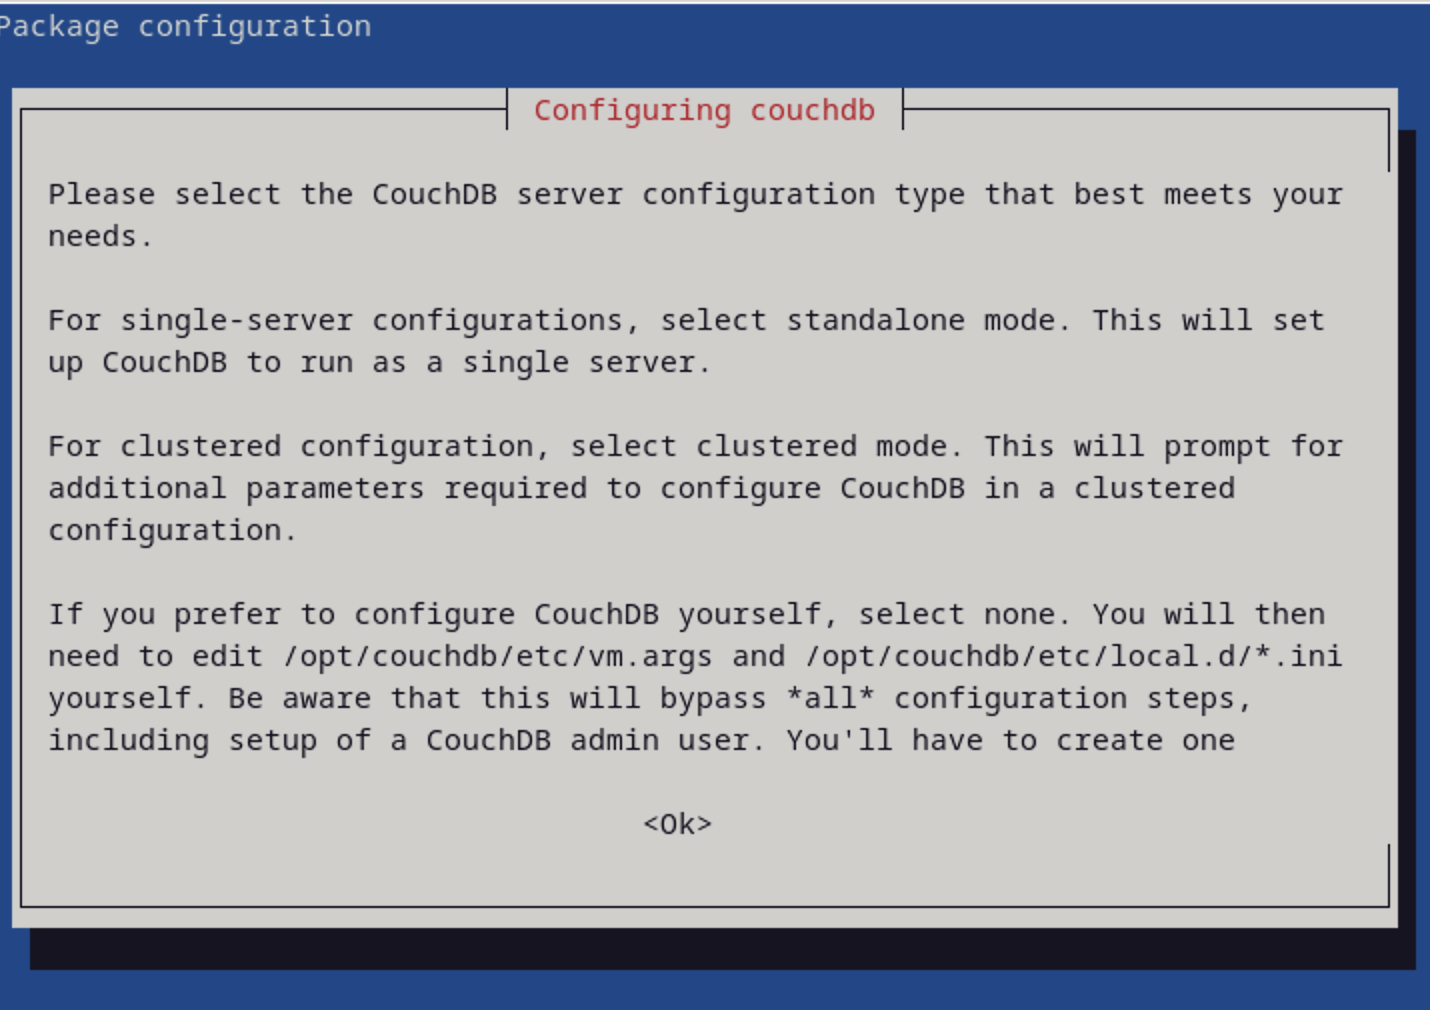 Package configuration
Configuring couchdb
Please select the CouchDB server configuration type that best meets your
needs.
For single-server configurations, select standalone mode. This will set
up CouchDB to run as a single server.
For clustered configuration, select clustered mode. This will prompt for
additional parameters required to configure CouchDB in a clustered
configuration.
If you prefer to configure CouchDB yourself, select none. You will then
need to edit /opt/couchdb/etc/vm.args and /opt/couchdb/etc/local.d/*.ini
yourself. Be aware that this will bypass *all* configuration steps,
including setup of a CouchDB admin user. You'll have to create one
<Ok>